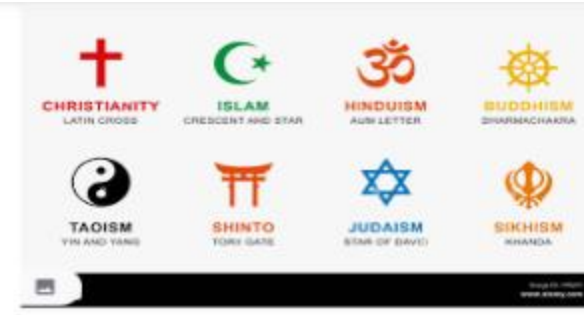 CHRISTIANITY
LATIN CROSS
ISLAM
CRESCENT AND STAR
HINDUISM
AUM LETTER
BUDDHISM
DHARMACHAKRA
TAOISM
YIN AND YANG
SHINTO
TORII GATE
JUDAISM
STAR OF DAVID
SIKHISM
KHANDA
www.alamy.com